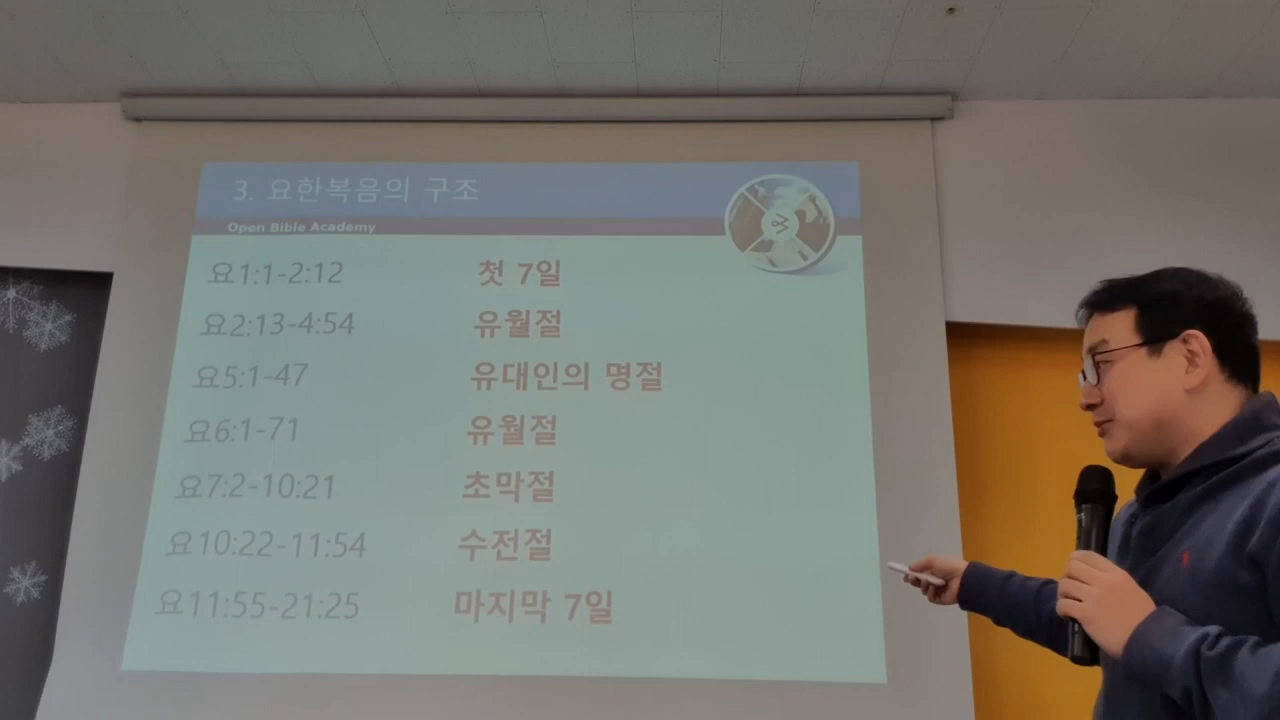 3. 요한복음의 구조
Open Bible Academy
요1:1-2:12 첫 7일
요2:13-4:54 유월절
요5:1-47 유대인의 명절
요6:1-71 유월절
요7:2-10:21 초막절
요10:22-11:54 수전절
요11:55-21:25 마지막 7일